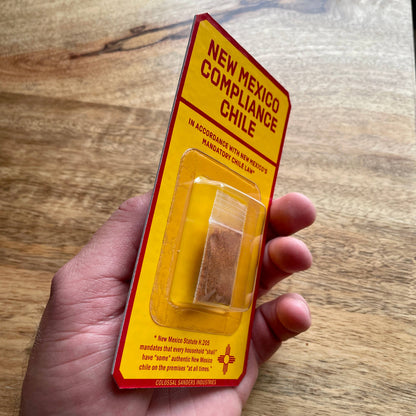 NEW MEXICO
COMPLIANCE
CHILE
IN ACCORDANCE WITH NEW MEXICO'S
MANDATORY CHILE LAW*
* New Mexico Statute H.205
mandates that every household "shall"
have "some" authentic New Mexico
chile on the premises "at all times."
COLOSSAL SANDERS INDUSTRIES